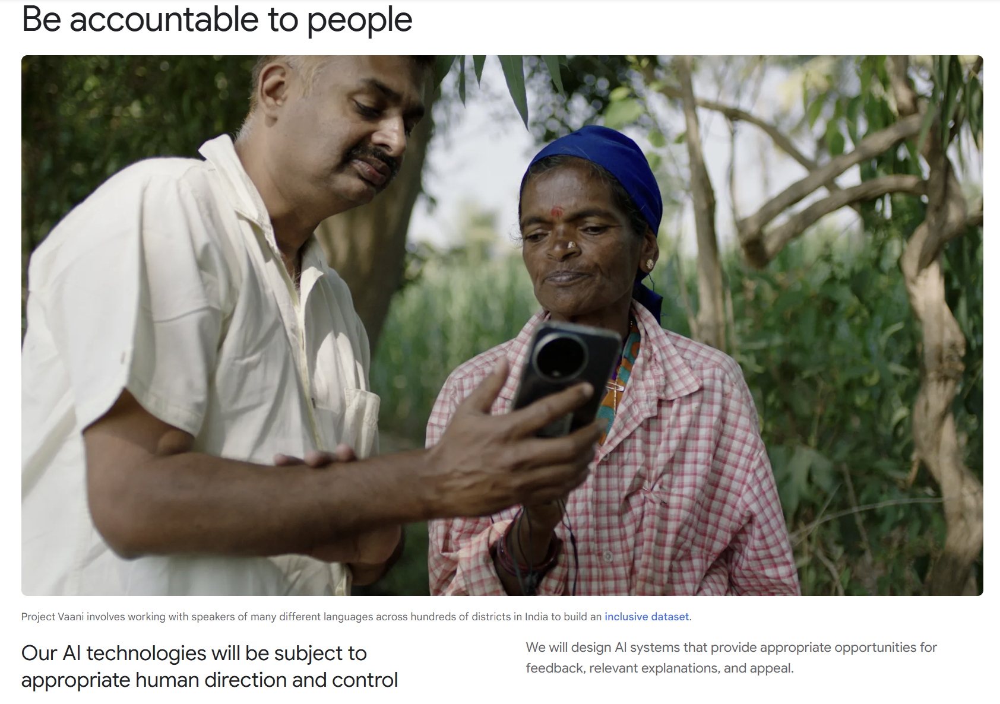 Be accountable to people
Project Vaani involves working with speakers of many different languages across hundreds of districts in India to build an inclusive dataset.
Our AI technologies will be subject to
appropriate human direction and control
We will design AI systems that provide appropriate opportunities for
feedback, relevant explanations, and appeal.